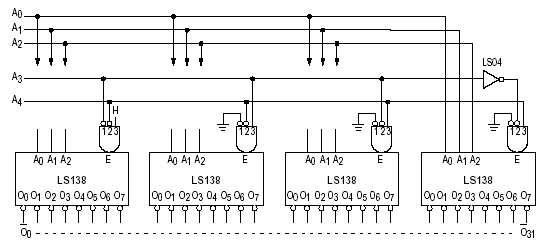 A0
A1
A2
A3
LS04
A4
H
123 123 123 123
A0 A1 A2 E A0 A1 A2 E A0 A1 A2 E A0 A1 A2 E
LS138 LS138 LS138 LS138
O0 O1 O2 O3 O4 O5 O6 O7 O0 O1 O2 O3 O4 O5 O6 O7 O0 O1 O2 O3 O4 O5 O6 O7 O0 O1 O2 O3 O4 O5 O6 O7
O0 O31